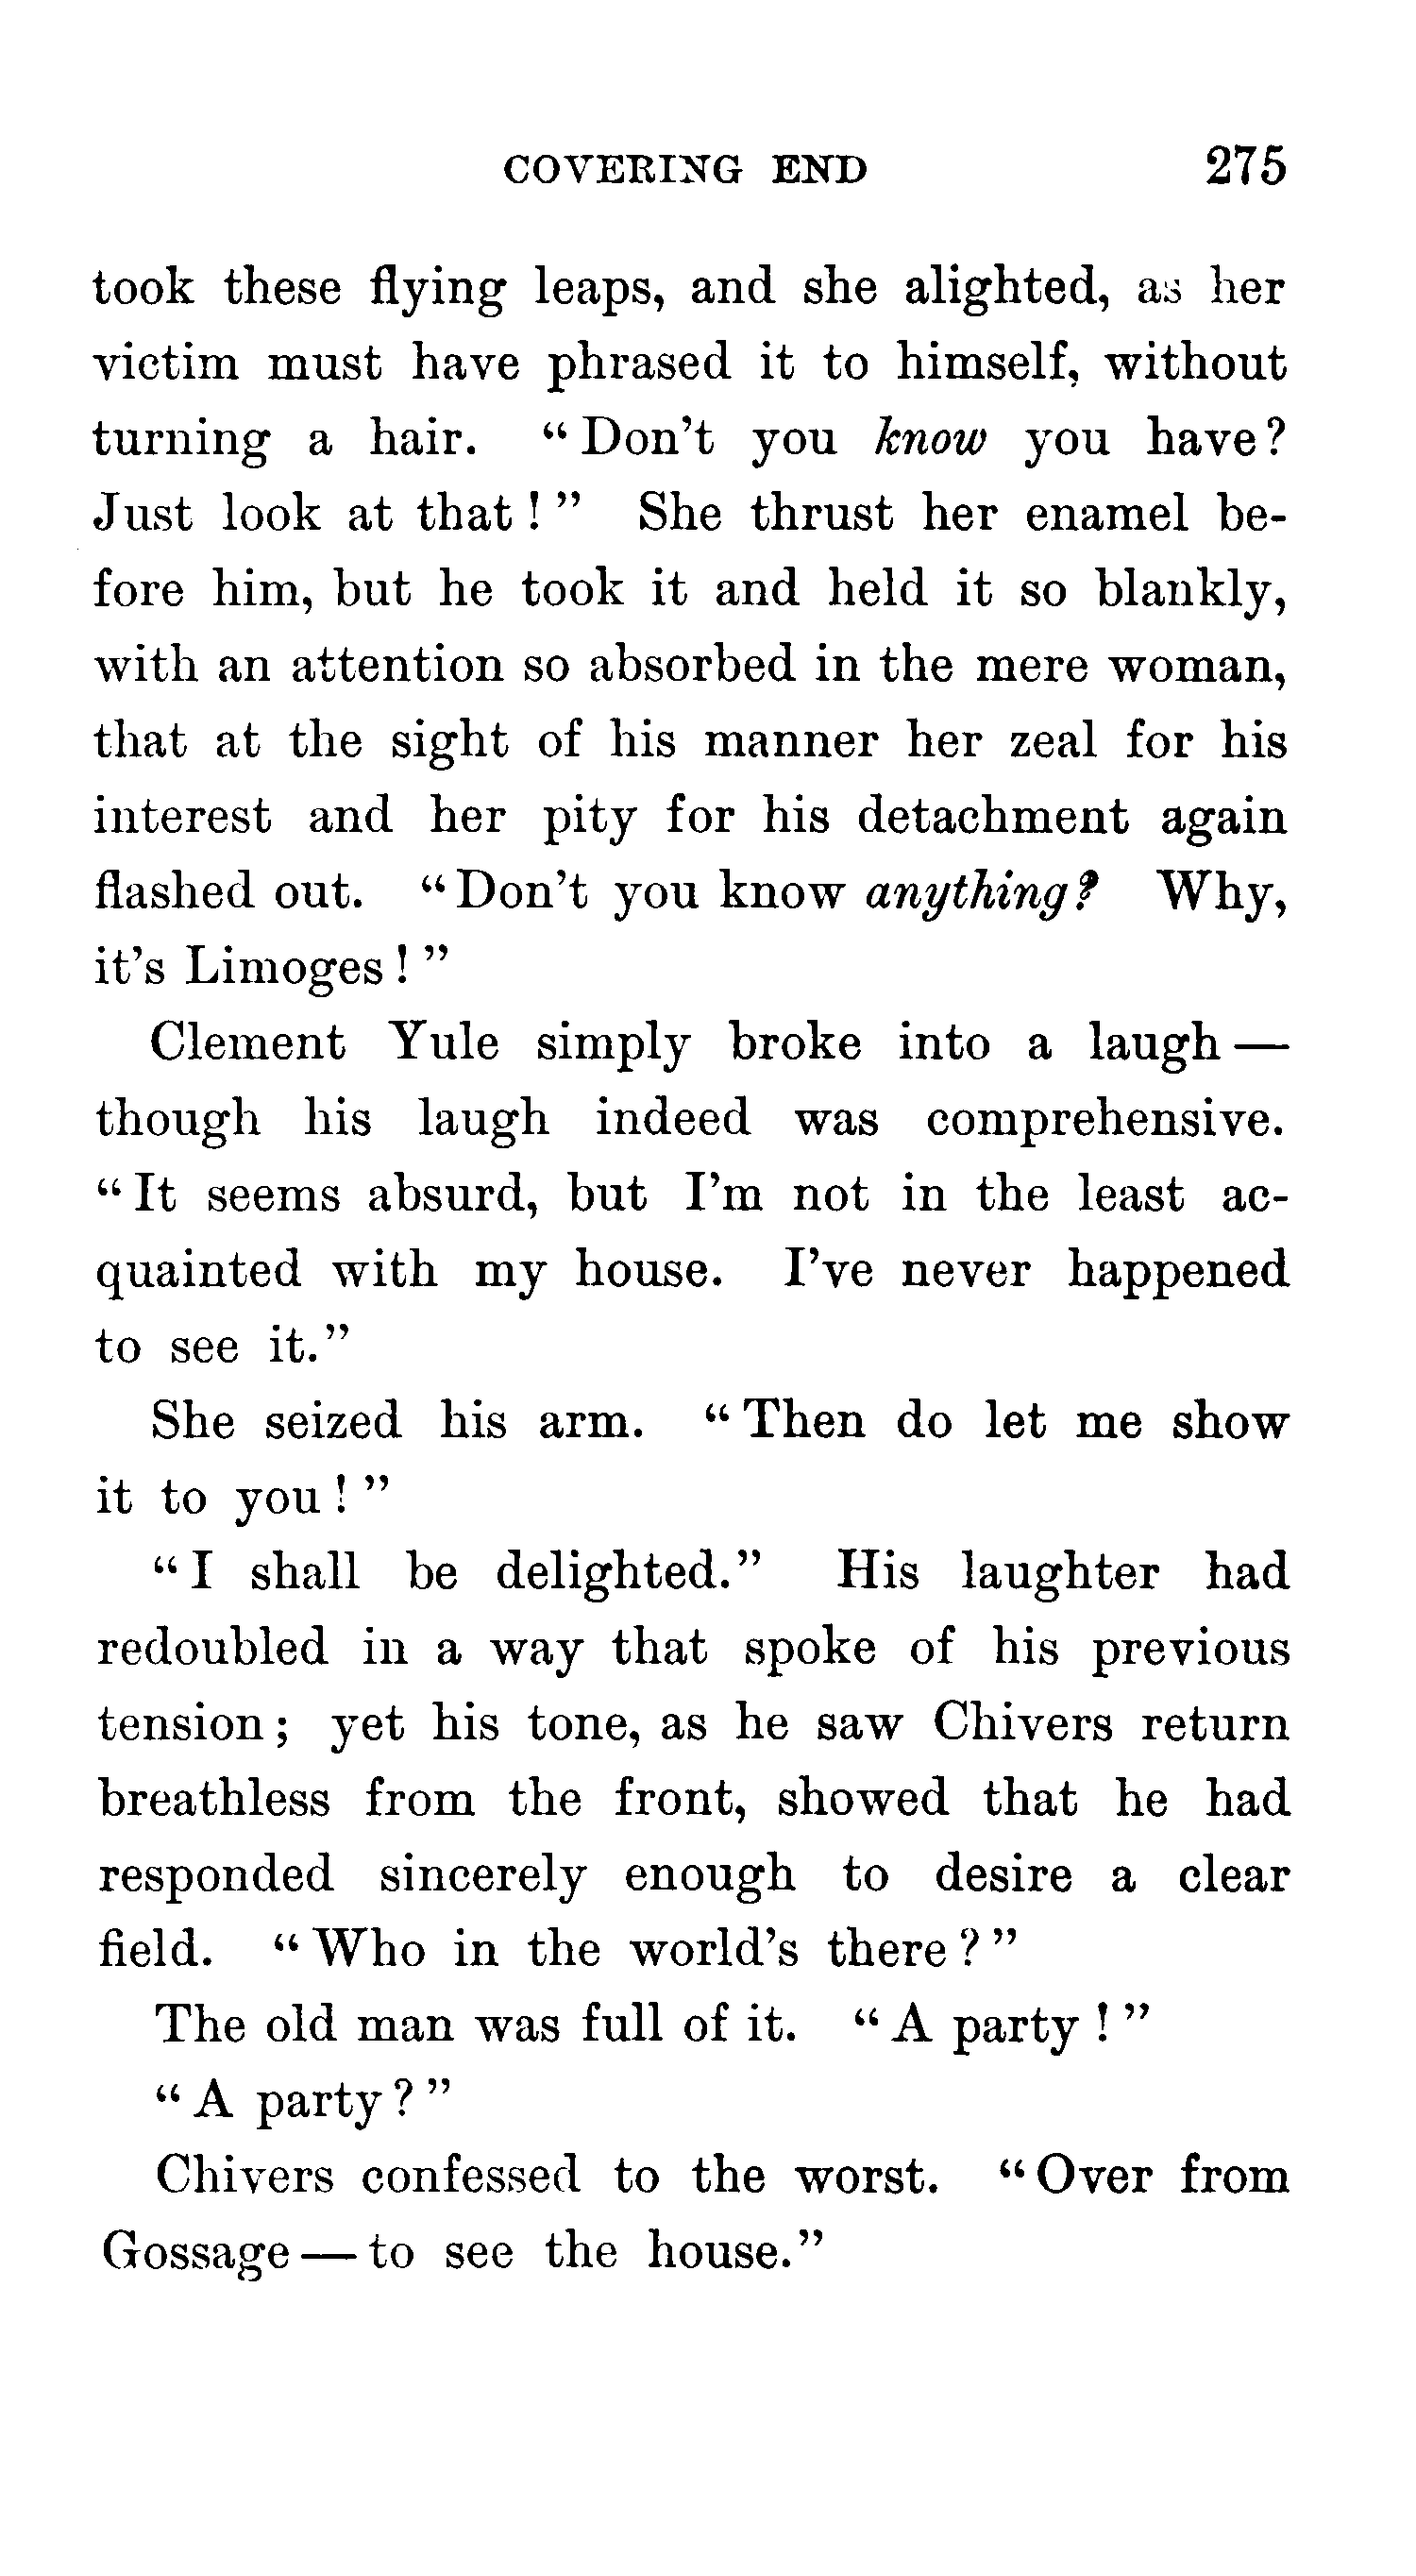 COVERING END 275
took these flying leaps, and she alighted, as her
victim must have phrased it to himself, without
turning a hair. “Don’t you know you have?
Just look at that!” She thrust her enamel be-
fore him, but he took it and held it so blankly,
with an attention so absorbed in the mere woman,
that at the sight of his manner her zeal for his
interest and her pity for his detachment again
flashed out. “Don’t you know anything? Why,
it’s Limoges!”
Clement Yule simply broke into a laugh—
though his laugh indeed was comprehensive.
“It seems absurd, but I’m not in the least ac-
quainted with my house. I’ve never happened
to see it.”
She seized his arm. “Then do let me show
it to you!”
“I shall be delighted.” His laughter had
redoubled in a way that spoke of his previous
tension; yet his tone, as he saw Chivers return
breathless from the front, showed that he had
responded sincerely enough to desire a clear
field. “Who in the world’s there?”
The old man was full of it. “A party!”
“A party?”
Chivers confessed to the worst. “Over from
Gossage—to see the house.”